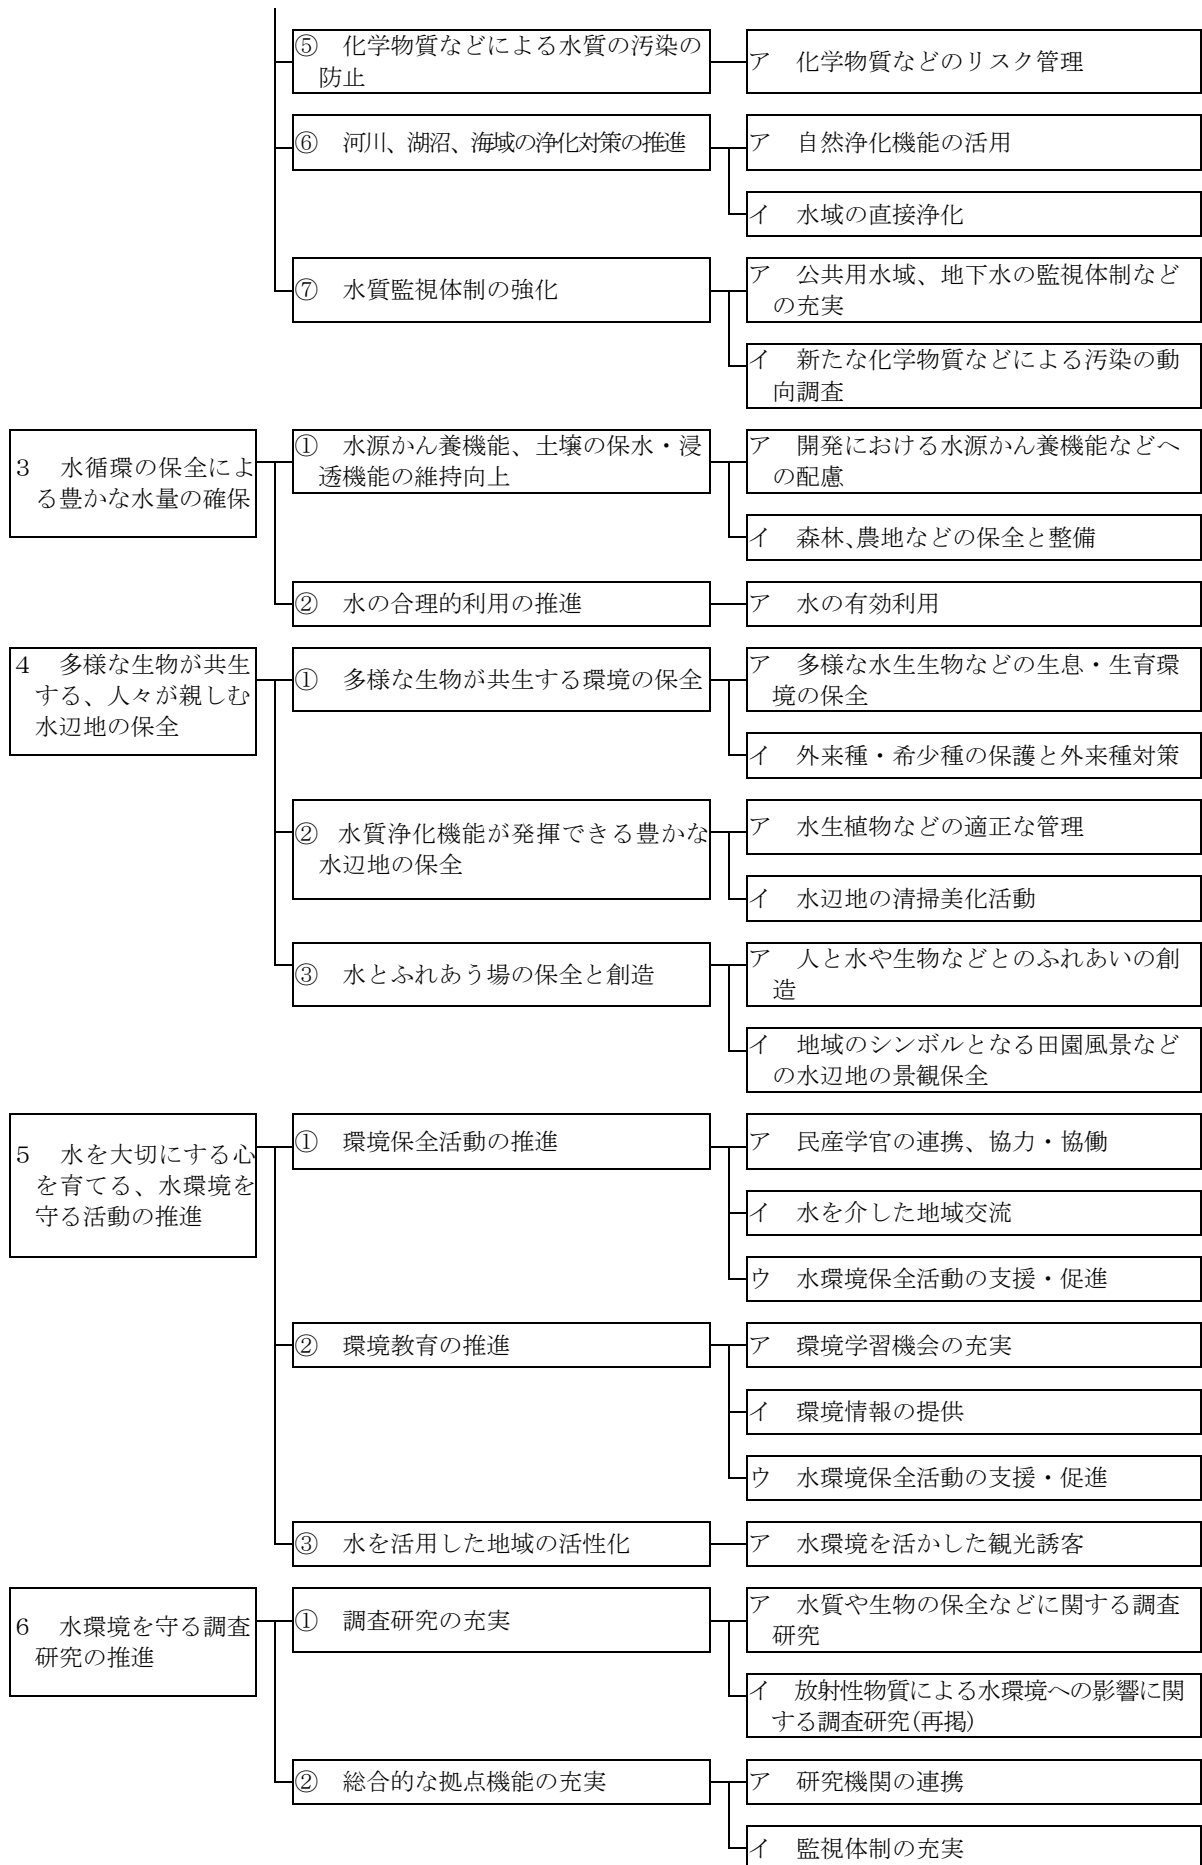 ⑤　化学物質などによる水質の汚染の
防止
ア　化学物質などのリスク管理
⑥　河川、湖沼、海域の浄化対策の推進
ア　自然浄化機能の活用
イ　水域の直接浄化
⑦　水質監視体制の強化
ア　公共用水域、地下水の監視体制など
の充実
イ　新たな化学物質などによる汚染の動
向調査
３　水循環の保全によ
る豊かな水量の確保
①　水源かん養機能、土壌の保水・浸
透機能の維持向上
ア　開発における水源かん養機能などへ
の配慮
イ　森林、農地などの保全と整備
②　水の合理的利用の推進
ア　水の有効利用
４　多様な生物が共生
する、人々が親しむ
水辺地の保全
①　多様な生物が共生する環境の保全
ア　多様な水生生物などの生息・生育環
境の保全
イ　外来種・希少種の保護と外来種対策
② 水質浄化機能が発揮できる豊かな
水辺地の保全
ア　水生植物などの適正な管理
イ　水辺地の清掃美化活動
③　水とふれあう場の保全と創造
ア　人と水や生物などとのふれあいの創
造
イ　地域のシンボルとなる田園風景など
の水辺地の景観保全
５　水を大切にする心
を育てる、水環境を
守る活動の推進
①　環境保全活動の推進
ア　民産学官の連携、協力・協働
イ　水を介した地域交流
ウ　水環境保全活動の支援・促進
②　環境教育の推進
ア　環境学習機会の充実
イ　環境情報の提供
ウ　水環境保全活動の支援・促進
③　水を活用した地域の活性化
ア　水環境を活かした観光誘客
６　水環境を守る調査
研究の推進
①　調査研究の充実
ア　水質や生物の保全などに関する調査
研究
イ　放射性物質による水環境への影響に関
する調査研究(再掲)
②　総合的な拠点機能の充実
ア　研究機関の連携
イ　監視体制の充実